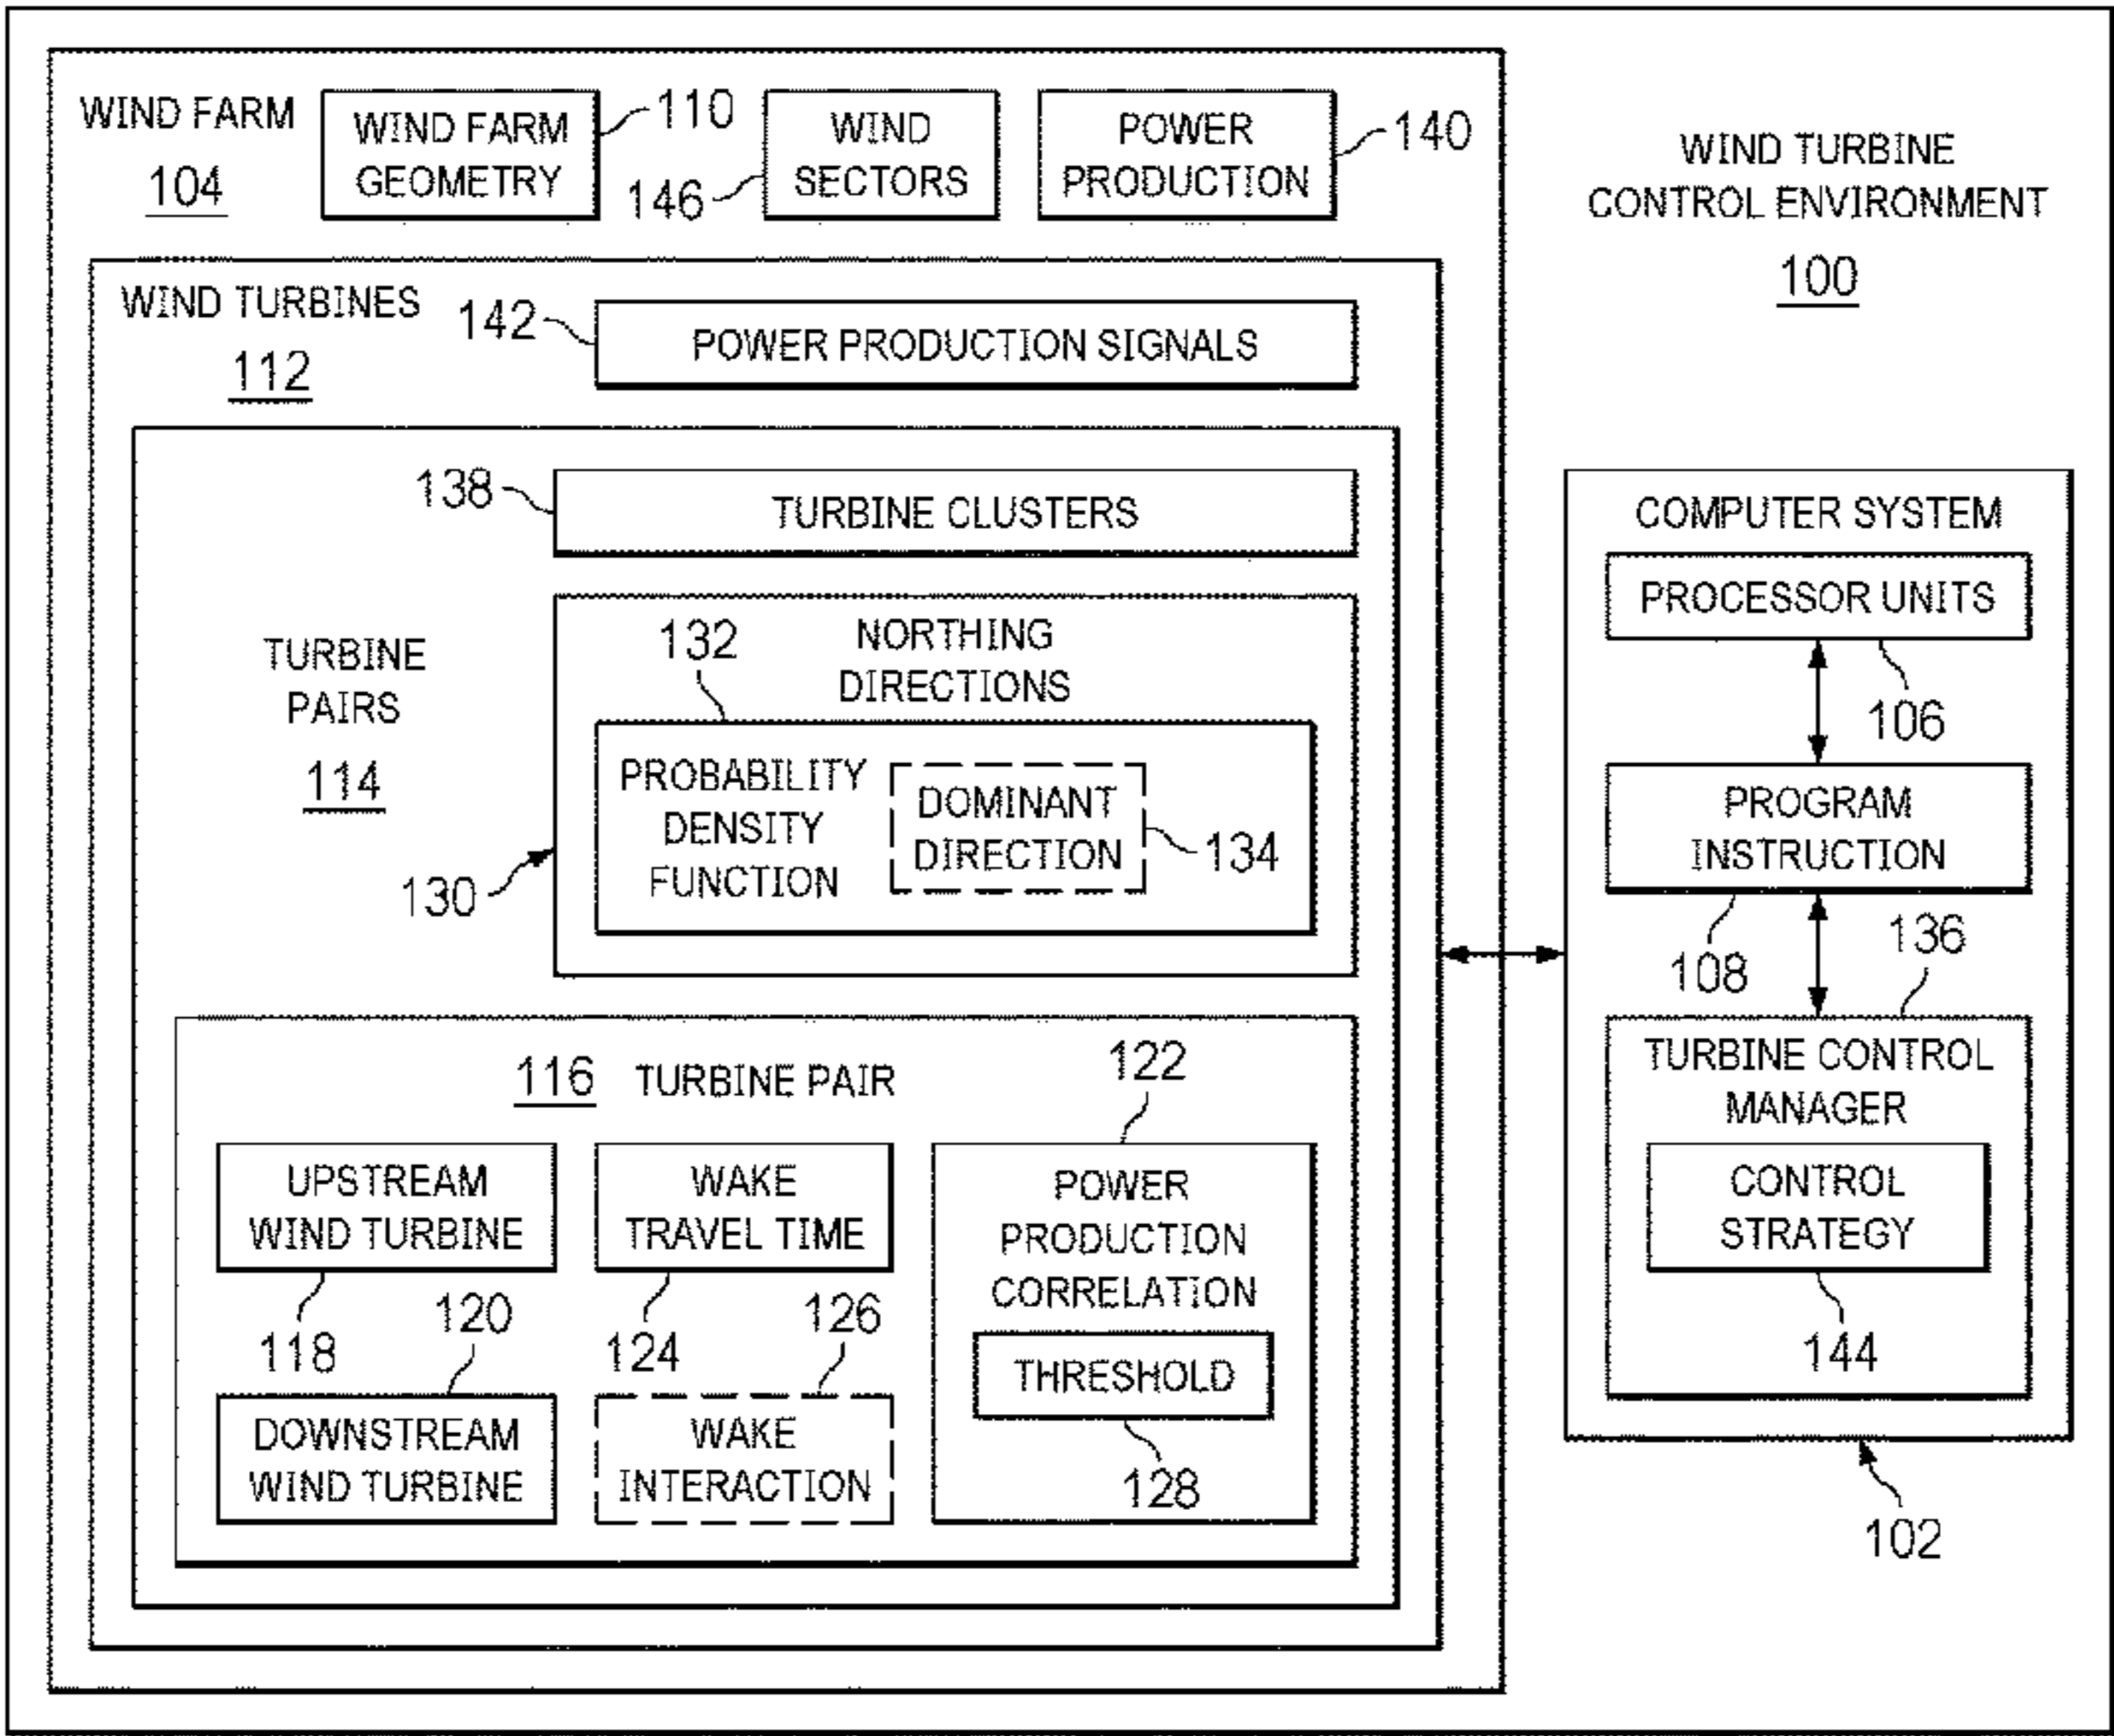 WIND FARM
104
WIND FARM
GEOMETRY
110
WIND
SECTORS
146
POWER
PRODUCTION
140
WIND TURBINE
CONTROL ENVIRONMENT
100
WIND TURBINES
112
142
POWER PRODUCTION SIGNALS
138
TURBINE CLUSTERS
TURBINE
PAIRS
114
132
NORTHING
DIRECTIONS
PROBABILITY
DENSITY
FUNCTION
DOMINANT
DIRECTION
134
130
116
TURBINE PAIR
122
UPSTREAM
WIND TURBINE
118
WAKE
TRAVEL TIME
124
POWER
PRODUCTION
CORRELATION
THRESHOLD
128
120
DOWNSTREAM
WIND TURBINE
126
WAKE
INTERACTION
COMPUTER SYSTEM
PROCESSOR UNITS
106
PROGRAM
INSTRUCTION
108
136
TURBINE CONTROL
MANAGER
CONTROL
STRATEGY
144
102